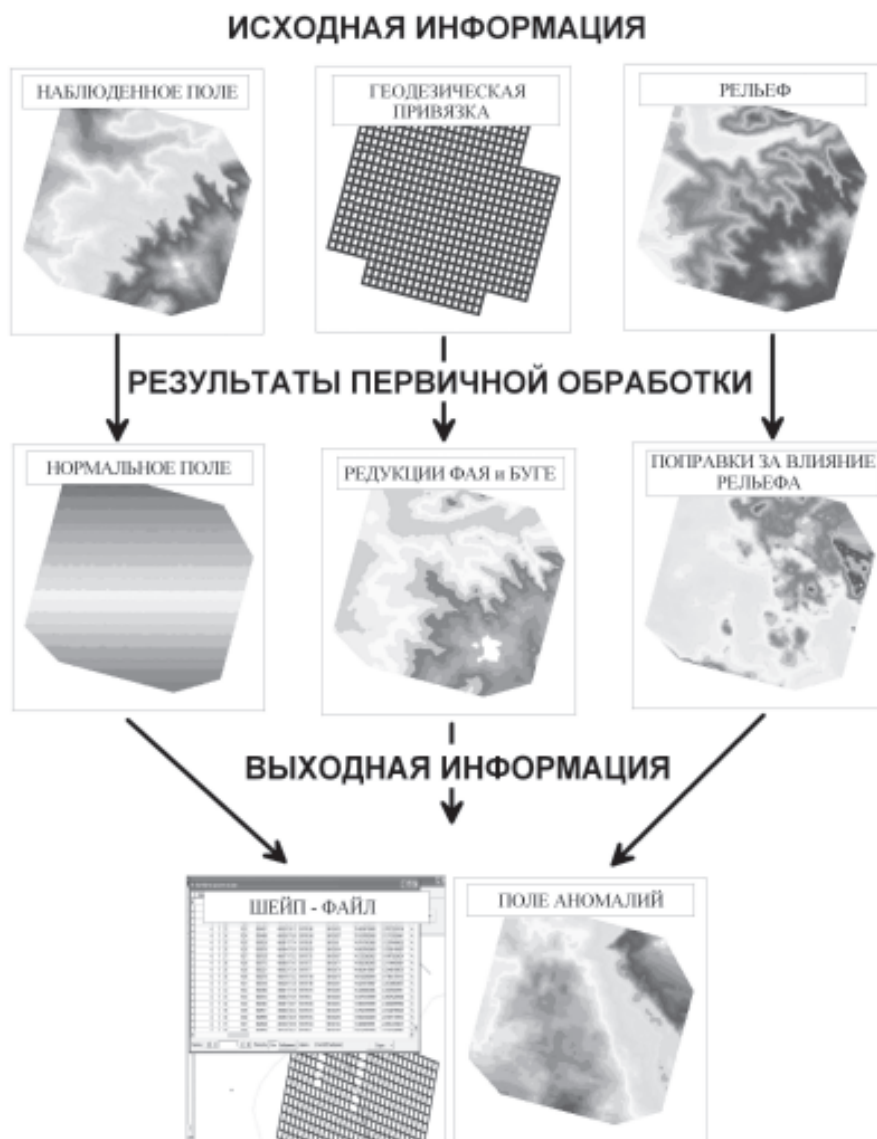 ИСХОДНАЯ ИНФОРМАЦИЯ
НАБЛЮДЕННОЕ ПОЛЕ
ГЕОДЕЗИЧЕСКАЯ
ПРИВЯЗКА
РЕЛЬЕФ
РЕЗУЛЬТАТЫ ПЕРВИЧНОЙ ОБРАБОТКИ
НОРМАЛЬНОЕ ПОЛЕ
РЕДУКЦИИ ФАЯ и БУГЕ
ПОПРАВКИ ЗА ВЛИЯНИЕ
РЕЛЬЕФА
ВЫХОДНАЯ ИНФОРМАЦИЯ
ШЕЙП - ФАЙЛ
ПОЛЕ АНОМАЛИЙ